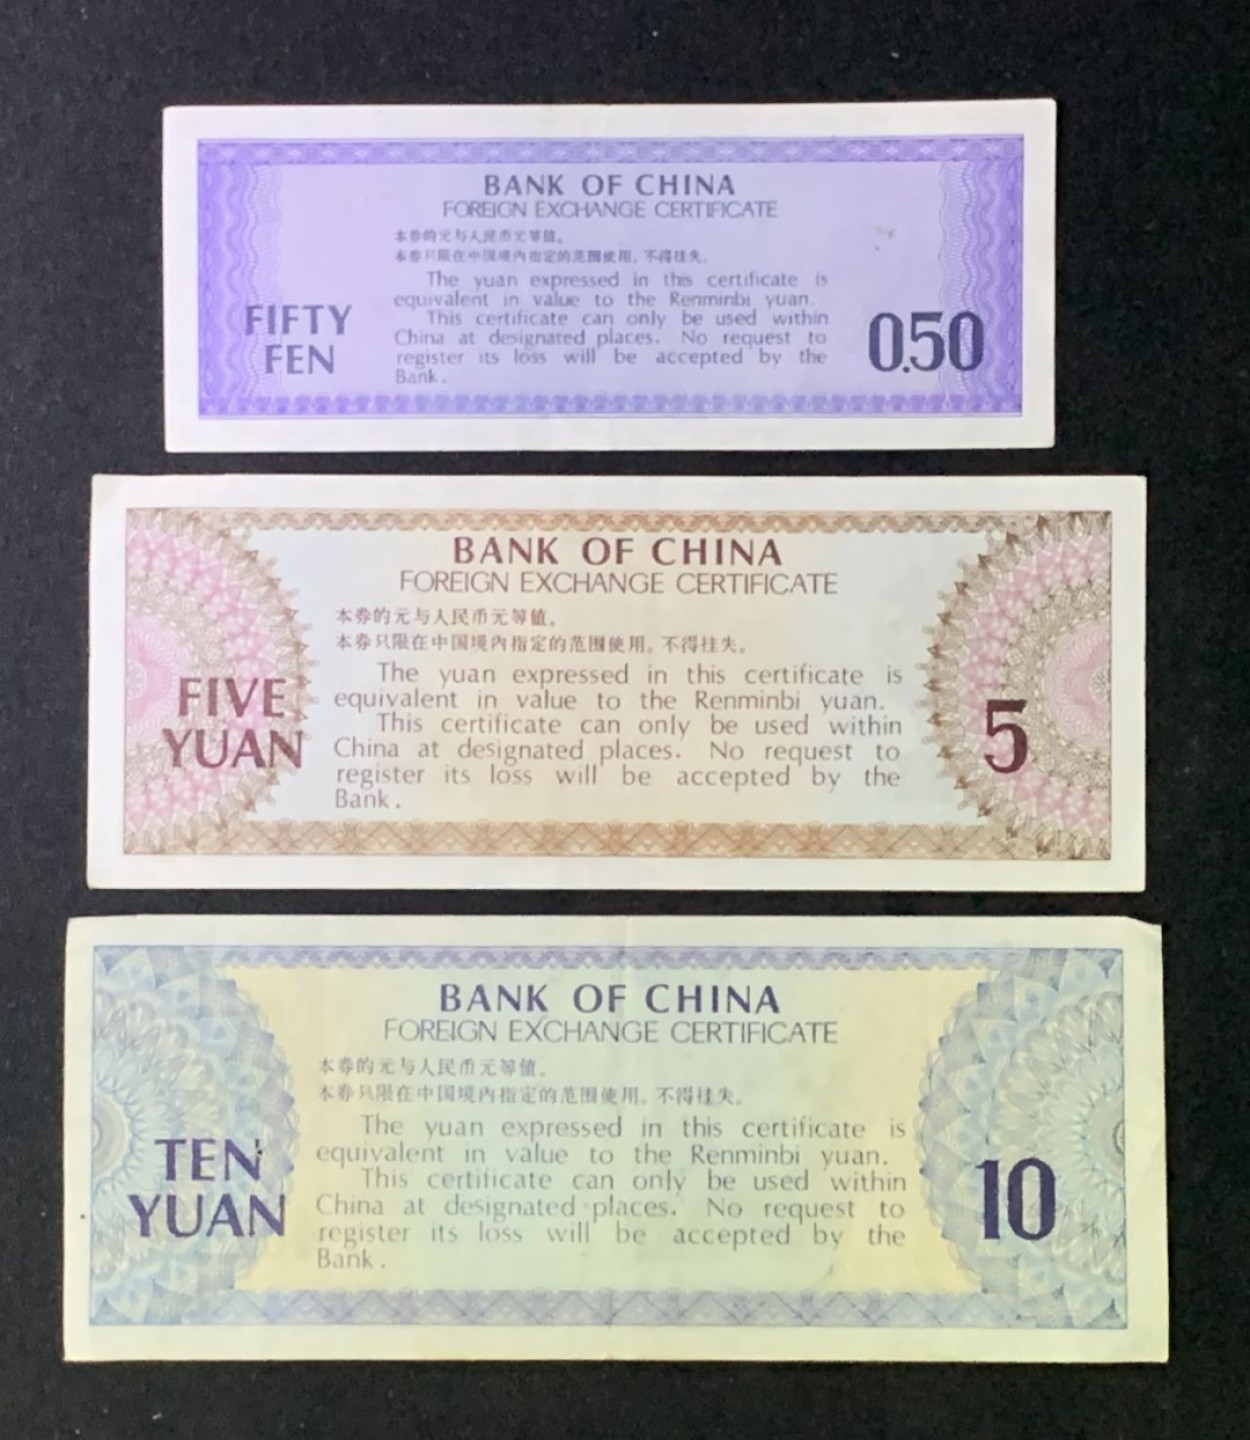 BANK OF CHINA
FOREIGN EXCHANGE CERTIFICATE
本券的元与人民币元等值。
本券只限在中国境内指定的范围使用，不得挂失。
The yuan expressed in this certificate is
equivalent in value to the Renminbi yuan.
This certificate can only be used within
China at designated places. No request to
register its loss will be accepted by the
Bank.
FIFTY
FEN
0.50
BANK OF CHINA
FOREIGN EXCHANGE CERTIFICATE
本券的元与人民币元等值。
本券只限在中国境内指定的范围使用，不得挂失。
The yuan expressed in this certificate is
equivalent in value to the Renminbi yuan.
This certificate can only be used within
China at designated places. No request to
register its loss will be accepted by the
Bank.
FIVE
YUAN
5
BANK OF CHINA
FOREIGN EXCHANGE CERTIFICATE
本券的元与人民币元等值。
本券只限在中国境内指定的范围使用，不得挂失。
The yuan expressed in this certificate is
equivalent in value to the Renminbi yuan.
This certificate can only be used within
China at designated places. No request to
register its loss will be accepted by the
Bank.
TEN
YUAN
10